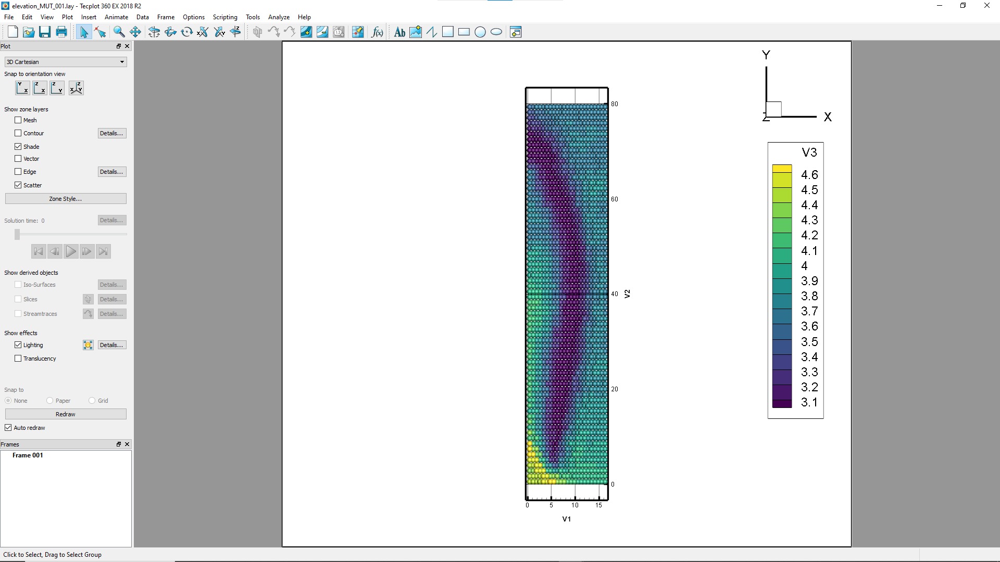 elevation_MUT_001.lay - Tecplot 360 EX 2018 R2
File Edit View Plot Insert Animate Data Frame Options Scripting Tools Analyze Help
1.2 f(x) Ab
Plot
3D Cartesian
Snap to orientation view
Y X Z X Z Y X Z Y
Show zone layers
Mesh
Contour Details...
Shade
Vector
Edge Details...
Scatter
Zone Style...
Solution time: 0 Details...
Show derived objects
Iso-Surfaces Details...
Slices Details...
Streamtraces Details...
Show effects
Lighting Details...
Translucency
Snap to
None Paper Grid
Redraw
Auto redraw
Frames
Frame 001
80
60
40
20
0
V2
0 5 10 15
V1
Y
Z X
V3
4.6
4.5
4.4
4.3
4.2
4.1
4
3.9
3.8
3.7
3.6
3.5
3.4
3.3
3.2
3.1
Click to Select, Drag to Select Group